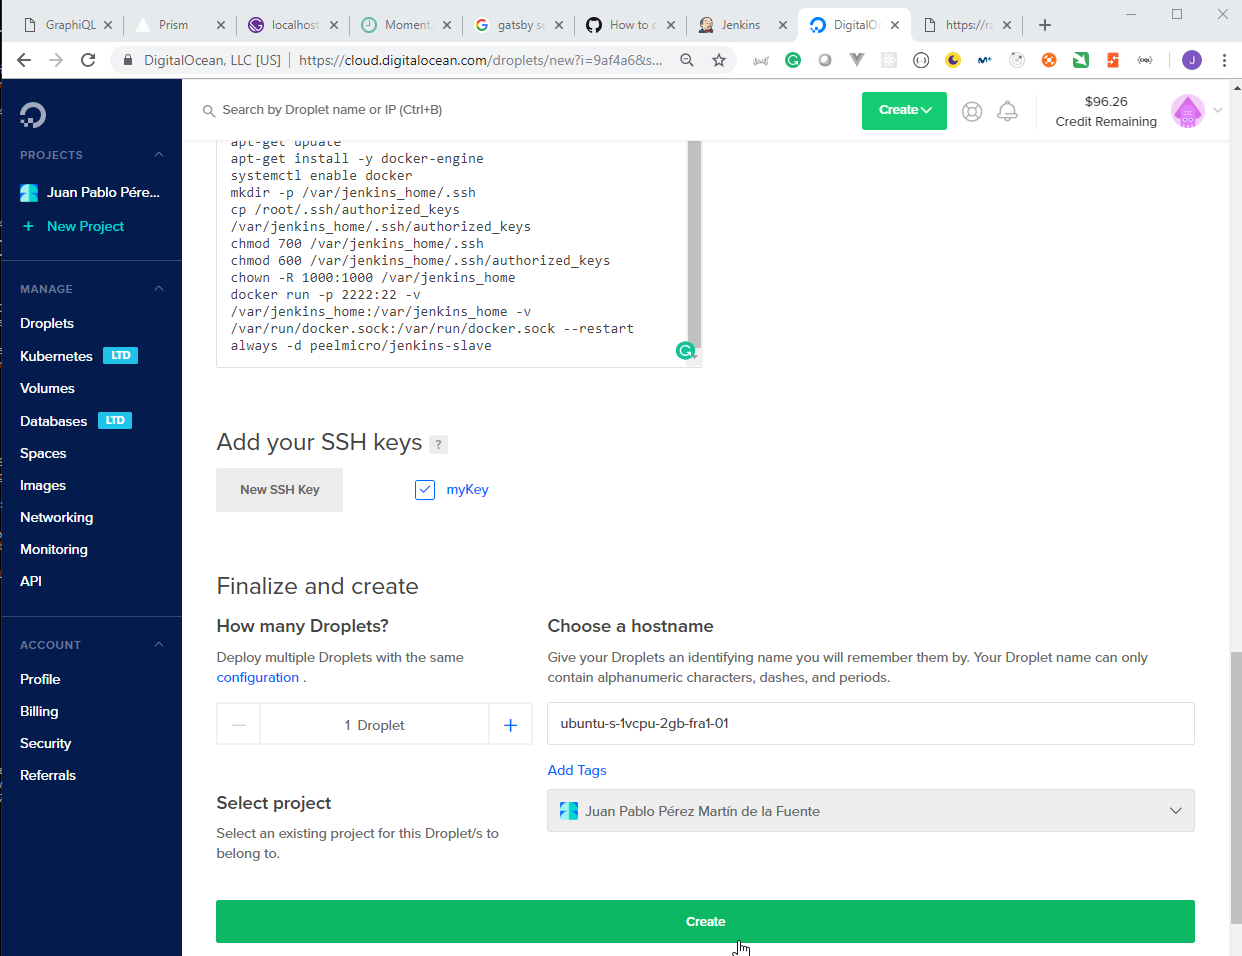 GraphiQL
Prism
localhost
Moment
gatsby se
How to c
Jenkins
DigitalOc
https://ra
DigitalOcean, LLC [US] | https://cloud.digitalocean.com/droplets/new?i=9af4a6&s...
Search by Droplet name or IP (Ctrl+B)
Create
$96.26
Credit Remaining
J
PROJECTS
Juan Pablo Pére...
+ New Project
MANAGE
Droplets
Kubernetes LTD
Volumes
Databases LTD
Spaces
Images
Networking
Monitoring
API
ACCOUNT
Profile
Billing
Security
Referrals
apt-get update
apt-get install -y docker-engine
systemctl enable docker
mkdir -p /var/jenkins_home/.ssh
cp /root/.ssh/authorized_keys
/var/jenkins_home/.ssh/authorized_keys
chmod 700 /var/jenkins_home/.ssh
chmod 600 /var/jenkins_home/.ssh/authorized_keys
chown -R 1000:1000 /var/jenkins_home
docker run -p 2222:22 -v
/var/jenkins_home:/var/jenkins_home -v
/var/run/docker.sock:/var/run/docker.sock --restart
always -d peelmicro/jenkins-slave
Add your SSH keys ?
New SSH Key
myKey
Finalize and create
How many Droplets?
Deploy multiple Droplets with the same
configuration .
1 Droplet
Choose a hostname
Give your Droplets an identifying name you will remember them by. Your Droplet name can only
contain alphanumeric characters, dashes, and periods.
ubuntu-s-1vcpu-2gb-fra1-01
Add Tags
Select project
Select an existing project for this Droplet/s to
belong to.
Juan Pablo Pérez Martín de la Fuente
Create